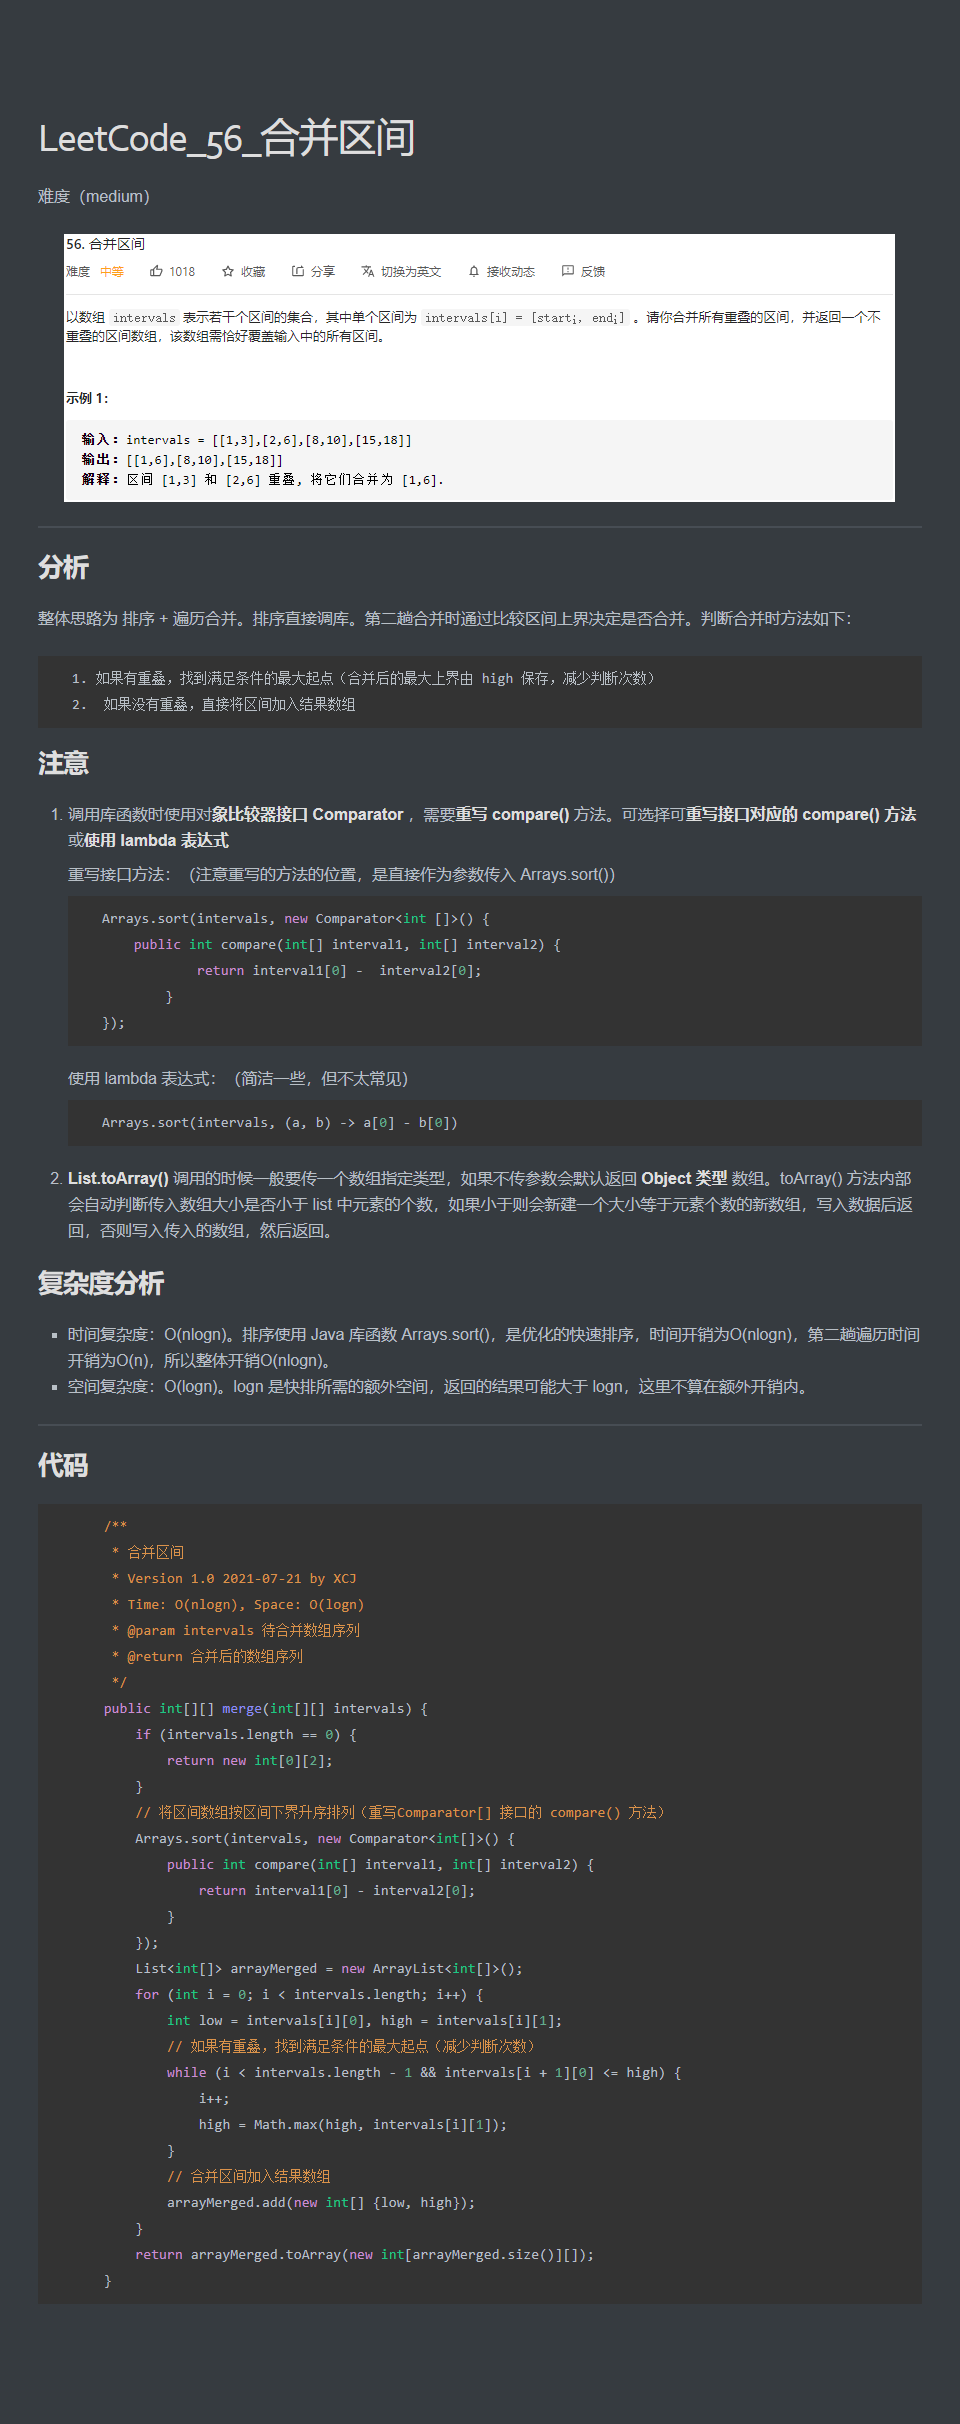 LeetCode_56_合并区间
难度（medium）
56. 合并区间
难度 中等 1018 收藏 分享 切换为英文 接收动态 反馈
以数组 intervals 表示若干个区间的集合，其中单个区间为 intervals[i] = [starti, endi] 。请你合并所有重叠的区间，并返回一个不
重叠的区间数组，该数组需恰好覆盖输入中的所有区间。
示例 1：
输入：intervals = [[1,3],[2,6],[8,10],[15,18]]
输出：[[1,6],[8,10],[15,18]]
解释：区间 [1,3] 和 [2,6] 重叠, 将它们合并为 [1,6].
分析
整体思路为 排序 + 遍历合并。排序直接调库。第二趟合并时通过比较区间上界决定是否合并。判断合并时方法如下：
1. 如果有重叠，找到满足条件的最大起点（合并后的最大上界由 high 保存，减少判断次数）
2. 如果没有重叠，直接将区间加入结果数组
注意
1. 调用库函数时使用对象比较器接口 Comparator ，需要重写 compare() 方法。可选择可重写接口对应的 compare() 方法
或使用 lambda 表达式
重写接口方法：（注意重写的方法的位置，是直接作为参数传入 Arrays.sort()）
Arrays.sort(intervals, new Comparator<int []>() {
public int compare(int[] interval1, int[] interval2) {
return interval1[0] -  interval2[0];
}
});
使用 lambda 表达式：（简洁一些，但不太常见）
Arrays.sort(intervals, (a, b) -> a[0] - b[0])
2. List.toArray() 调用的时候一般要传一个数组指定类型，如果不传参数会默认返回 Object 类型 数组。toArray() 方法内部
会自动判断传入数组大小是否小于 list 中元素的个数，如果小于则会新建一个大小等于元素个数的新数组，写入数据后返
回，否则写入传入的数组，然后返回。
复杂度分析
▪ 时间复杂度：O(nlogn)。排序使用 Java 库函数 Arrays.sort()，是优化的快速排序，时间开销为O(nlogn)，第二趟遍历时间
开销为O(n)，所以整体开销O(nlogn)。
▪ 空间复杂度：O(logn)。logn 是快排所需的额外空间，返回的结果可能大于 logn，这里不算在额外开销内。
代码
/**
* 合并区间
* Version 1.0 2021-07-21 by XCJ
* Time: O(nlogn), Space: O(logn)
* @param intervals 待合并数组序列
* @return 合并后的数组序列
*/
public int[][] merge(int[][] intervals) {
if (intervals.length == 0) {
return new int[0][2];
}
// 将区间数组按区间下界升序排列（重写Comparator[] 接口的 compare() 方法）
Arrays.sort(intervals, new Comparator<int[]>() {
public int compare(int[] interval1, int[] interval2) {
return interval1[0] - interval2[0];
}
});
List<int[]> arrayMerged = new ArrayList<int[]>();
for (int i = 0; i < intervals.length; i++) {
int low = intervals[i][0], high = intervals[i][1];
// 如果有重叠，找到满足条件的最大起点（减少判断次数）
while (i < intervals.length - 1 && intervals[i + 1][0] <= high) {
i++;
high = Math.max(high, intervals[i][1]);
}
// 合并区间加入结果数组
arrayMerged.add(new int[] {low, high});
}
return arrayMerged.toArray(new int[arrayMerged.size()][]);
}